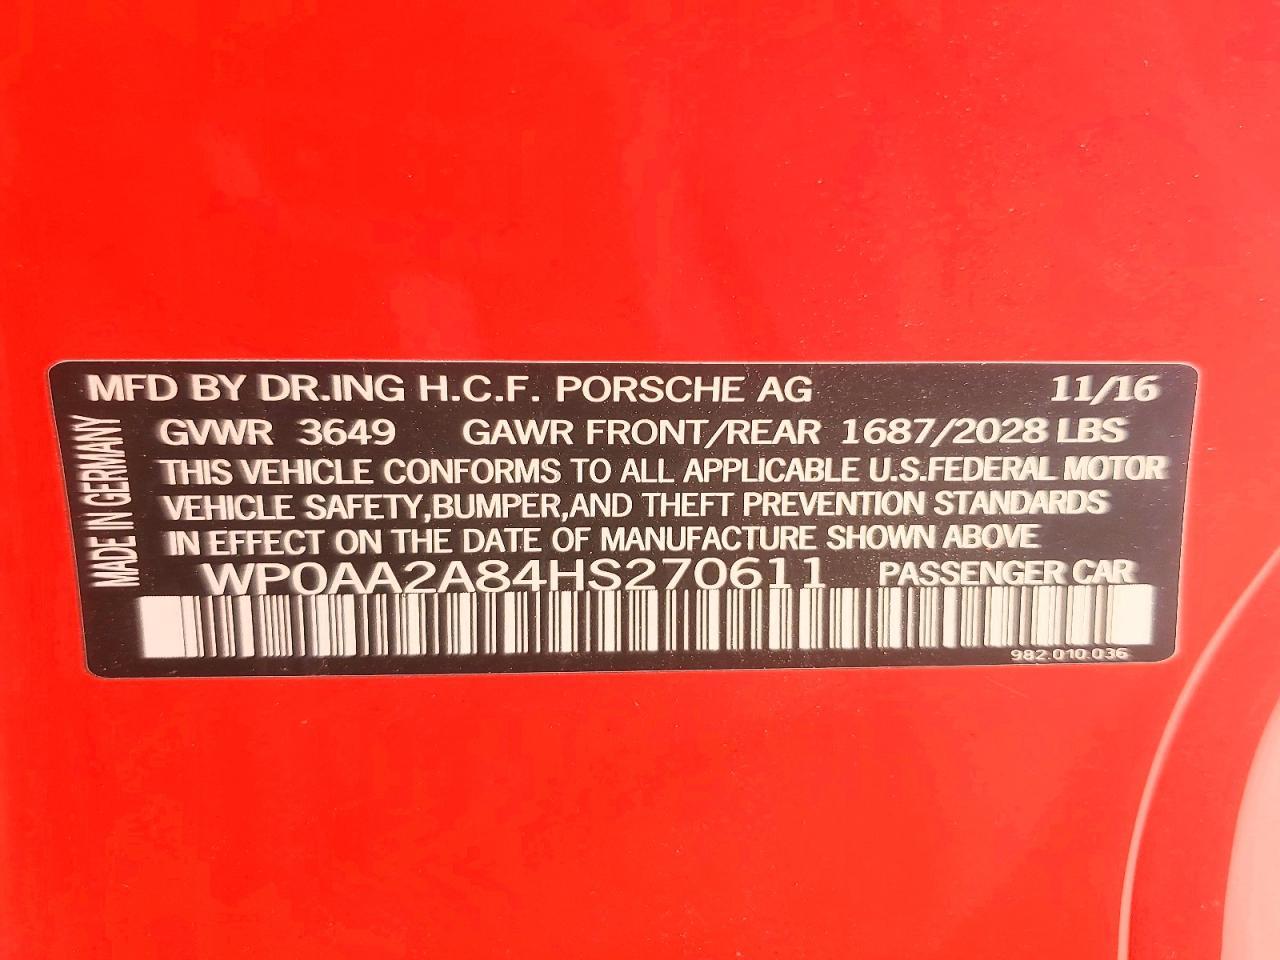 MFD BY DR.ING H.C.F. PORSCHE AG 11/16
GVWR 3649 GAWR FRONT/REAR 1687/2028 LBS
THIS VEHICLE CONFORMS TO ALL APPLICABLE U.S.FEDERAL MOTOR
VEHICLE SAFETY,BUMPER,AND THEFT PREVENTION STANDARDS
IN EFFECT ON THE DATE OF MANUFACTURE SHOWN ABOVE
WP0AA2A84HS270611 PASSENGER CAR
982.010.036
MADE IN GERMANY